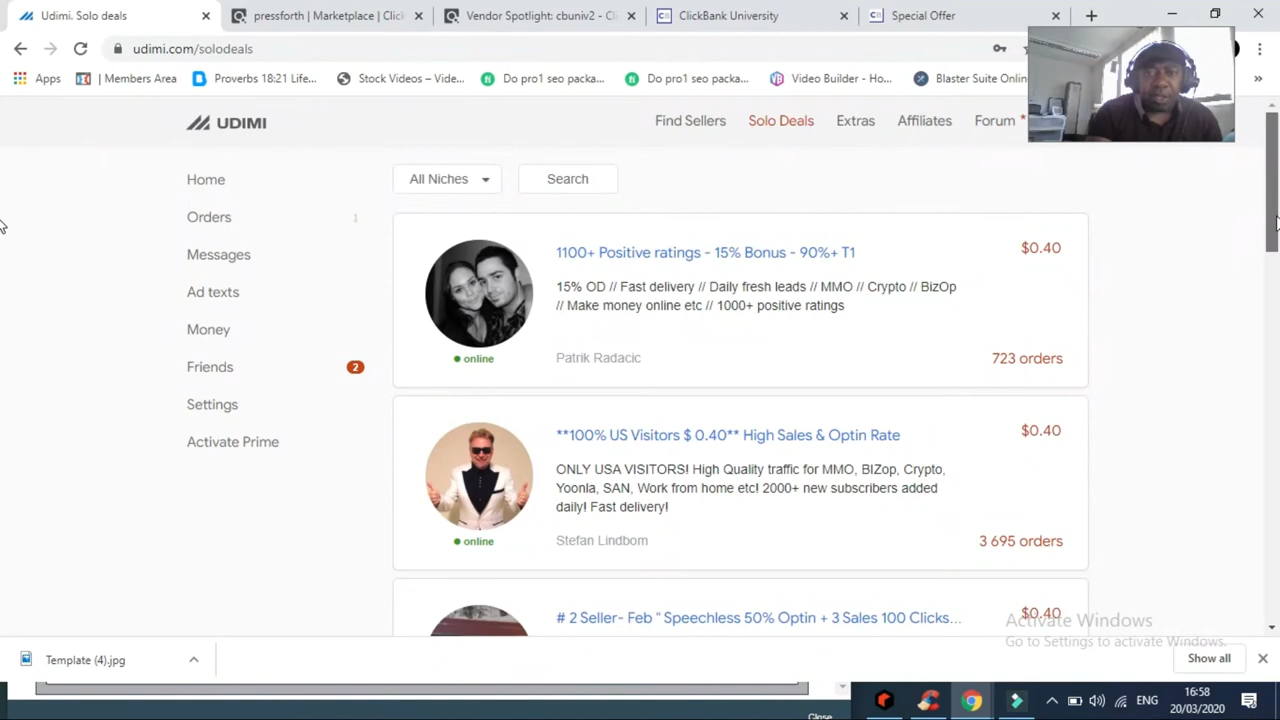 Udimi. Solo deals
pressforth | Marketplace | Click
Vendor Spotlight: cbuniv2 - Cli
ClickBank University
Special Offer
udimi.com/solodeals
Apps
| Members Area
Proverbs 18:21 Life...
Stock Videos – Vide...
Do pro1 seo packa...
Do pro1 seo packa...
Video Builder - Ho...
Blaster Suite Onlin
UDIMI
Find Sellers
Solo Deals
Extras
Affiliates
Forum *
Home
Orders 1
Messages
Ad texts
Money
Friends 2
Settings
Activate Prime
All Niches
Search
1100+ Positive ratings - 15% Bonus - 90%+ T1
$0.40
15% OD // Fast delivery // Daily fresh leads // MMO // Crypto // BizOp
// Make money online etc // 1000+ positive ratings
online
Patrik Radacic
723 orders
**100% US Visitors $ 0.40** High Sales & Optin Rate
$0.40
ONLY USA VISITORS! High Quality traffic for MMO, BIZop, Crypto,
Yoonla, SAN, Work from home etc! 2000+ new subscribers added
daily! Fast delivery!
online
Stefan Lindbom
3 695 orders
# 2 Seller- Feb " Speechless 50% Optin + 3 Sales 100 Clicks...
$0.40
Activate Windows
Go to Settings to activate Windows.
Template (4).jpg
Show all
Close
ENG
16:58
20/03/2020